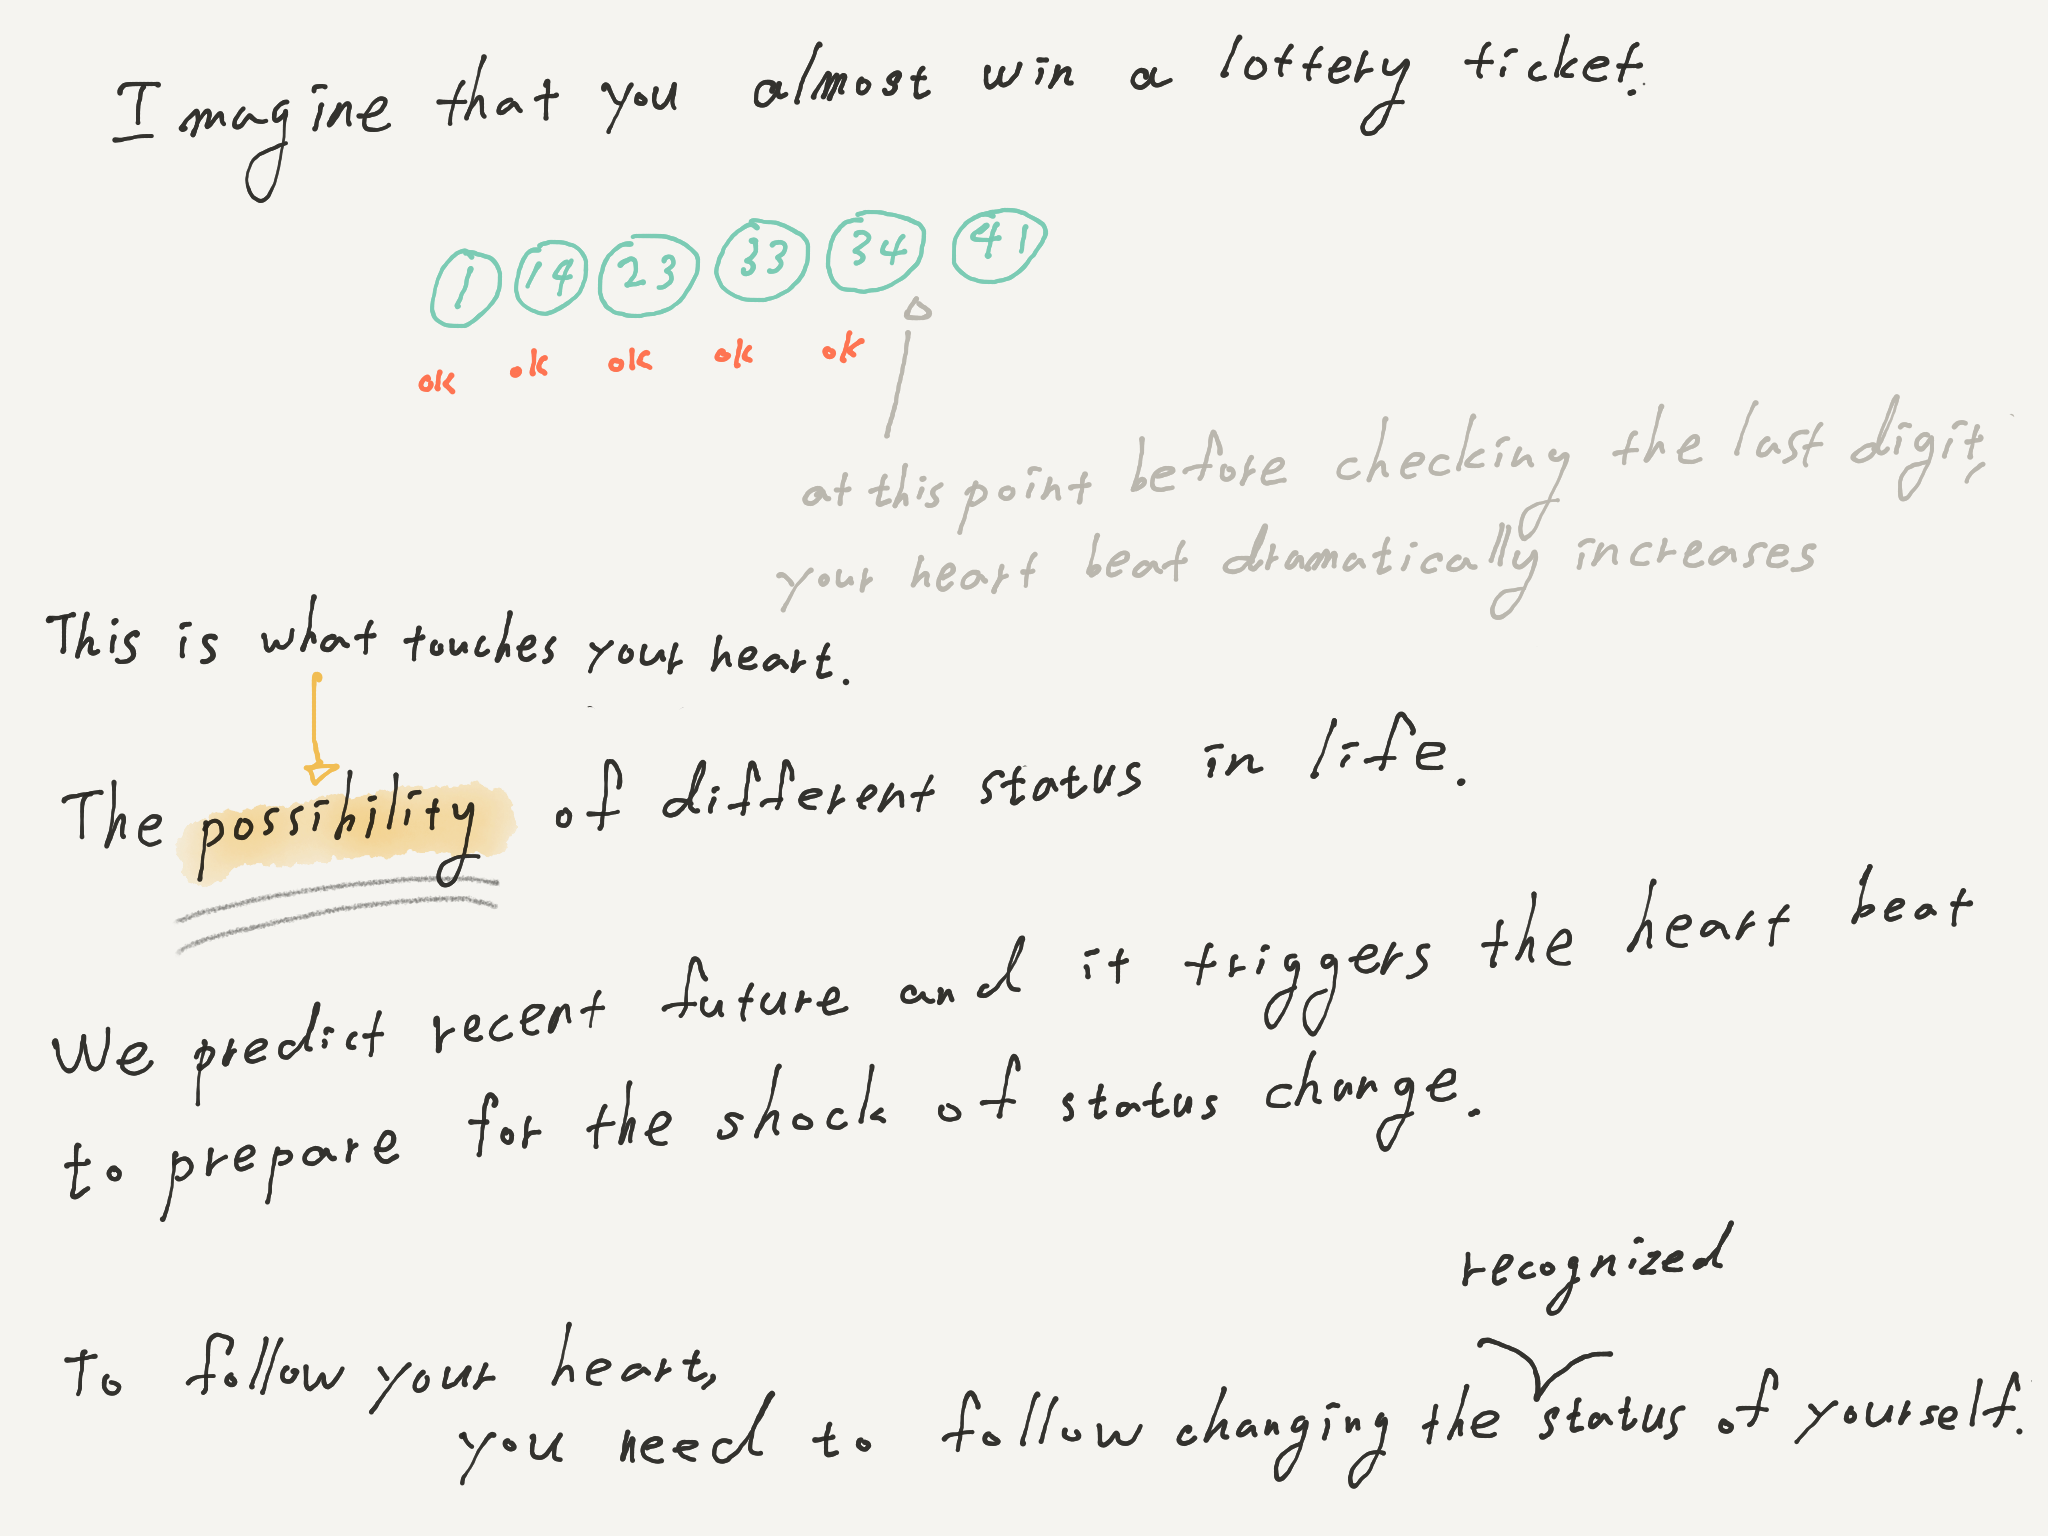 Imagine that you almost win a lottery ticket.
1 14 23 33 34 41
ok ok ok ok ok
at this point before checking the last digit,
your heart beat dramatically increases
This is what touches your heart.
The possibility of different status in life.
We predict recent future and it triggers the heart beat
to prepare for the shock of status change.
recognized
To follow your heart,
you need to follow changing the status of yourself.